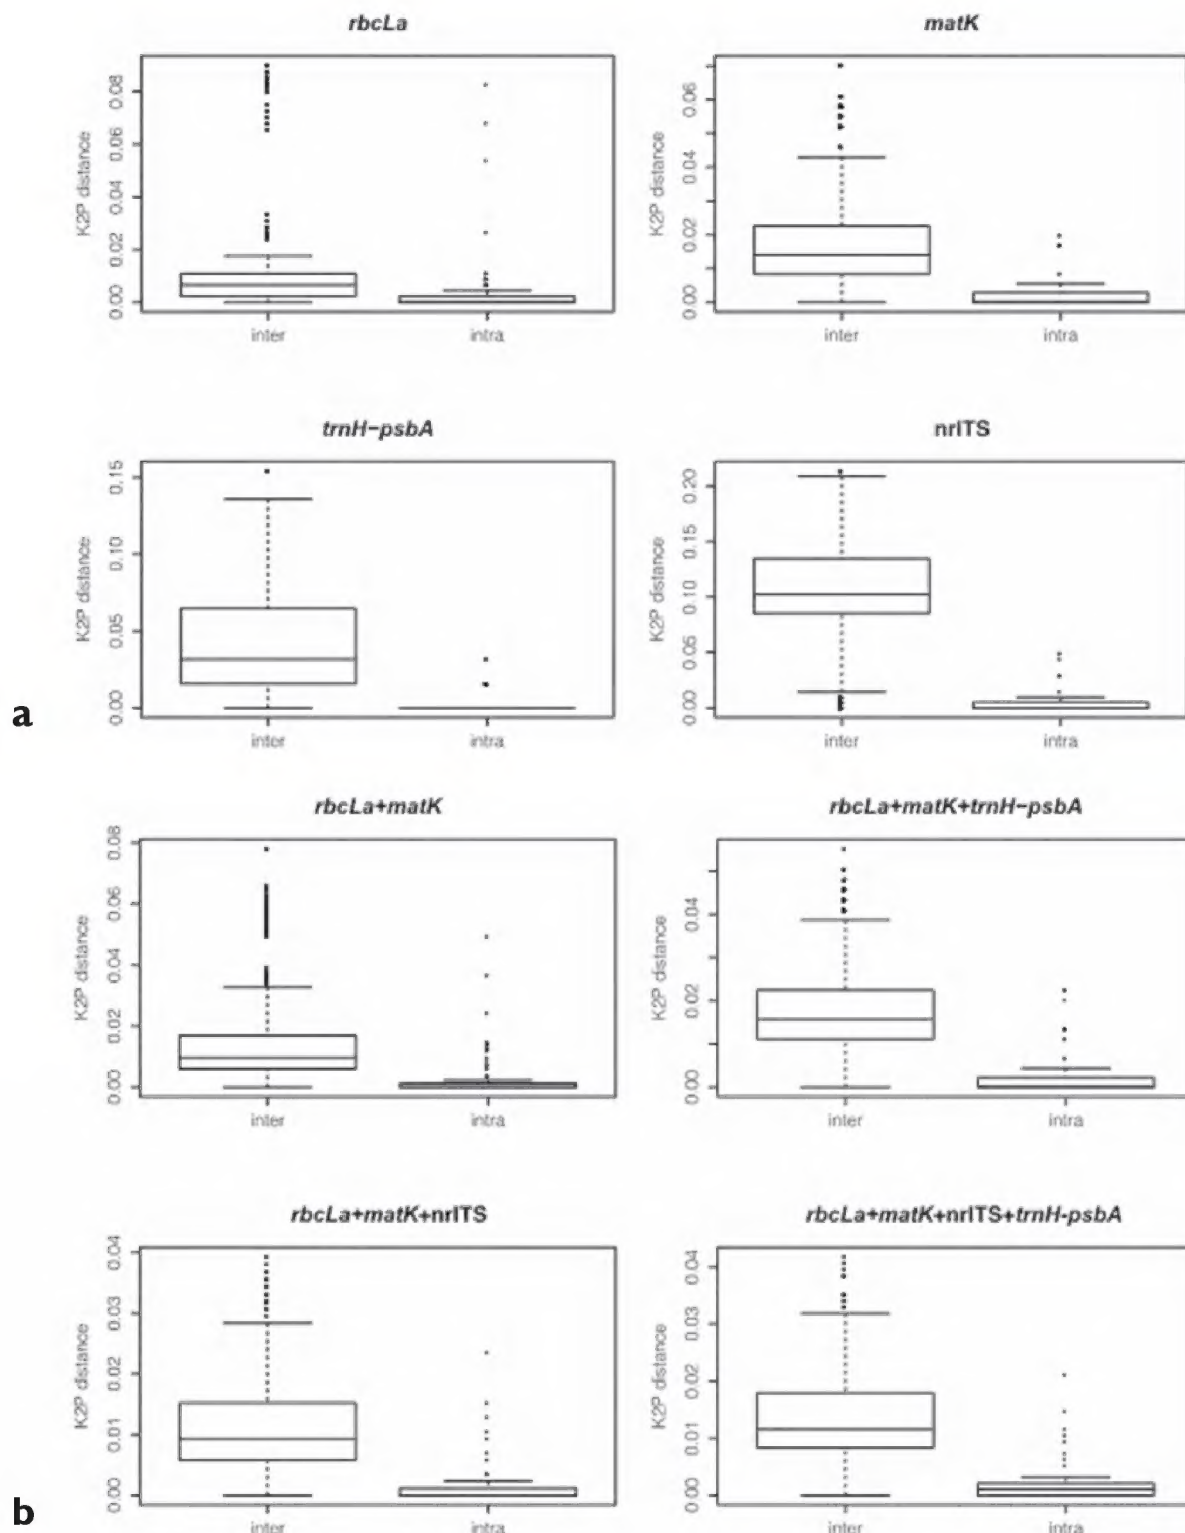 rbcLa
matK
K2P distance
0.00 0.02 0.04 0.06 0.08
inter
intra
K2P distance
0.00 0.02 0.04 0.06
inter
intra
trnH−psbA
nrITS
K2P distance
0.00 0.05 0.10 0.15
inter
intra
K2P distance
0.00 0.05 0.10 0.15 0.20
inter
intra
a
rbcLa+matK
rbcLa+matK+trnH−psbA
K2P distance
0.00 0.02 0.04 0.06 0.08
inter
intra
K2P distance
0.00 0.02 0.04
inter
intra
rbcLa+matK+nrITS
rbcLa+matK+nrITS+trnH-psbA
K2P distance
0.00 0.01 0.02 0.03 0.04
inter
intra
K2P distance
0.00 0.01 0.02 0.03 0.04
inter
intra
b